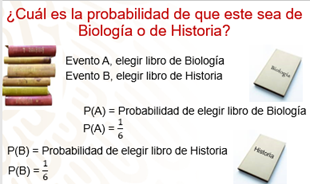 ¿Cuál es la probabilidad de que este sea de
Biología o de Historia?
Evento A, elegir libro de Biología
Evento B, elegir libro de Historia
Biología
P(A) = Probabilidad de elegir libro de Biología
P(A) = 1/6
P(B) = Probabilidad de elegir libro de Historia
P(B) = 1/6
Historia